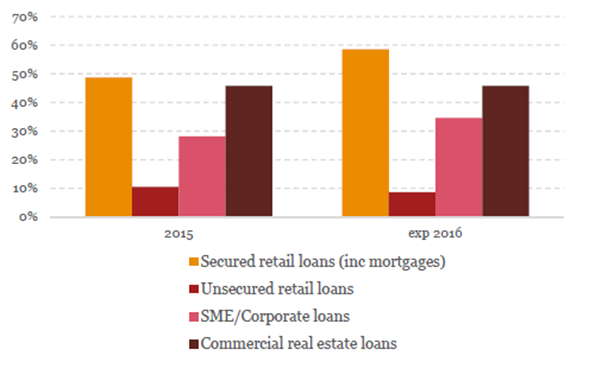 70%
60%
50%
40%
30%
20%
10%
0%
2015 exp 2016
Secured retail loans (inc mortgages)
Unsecured retail loans
SME/Corporate loans
Commercial real estate loans